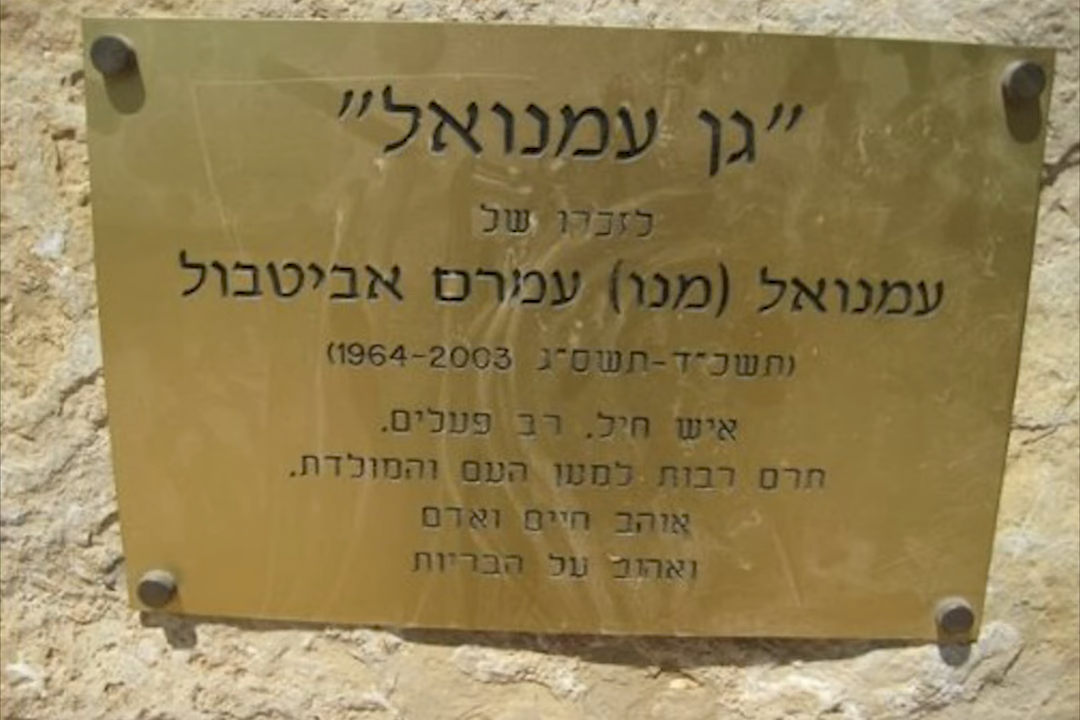 "גן עמנואל"
לזכרו של
עמנואל (מנו) עמרם אביטבול
(תשכ"ד-תשס"ג 1964-2003)
איש חיל. רב פעלים.
תרם רבות למען העם והמולדת.
אוהב חיים ואדם
ואהוב על הבריות